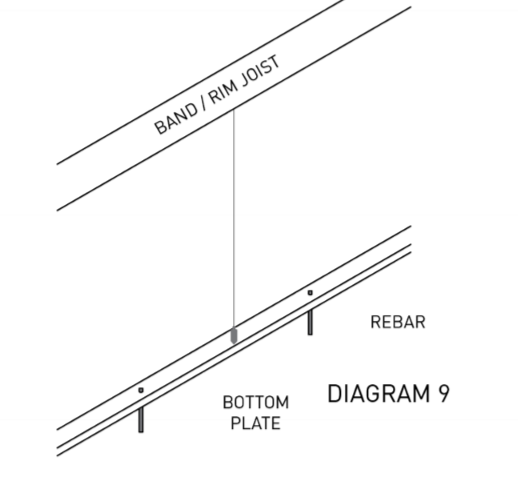 BAND / RIM JOIST
REBAR
DIAGRAM 9
BOTTOM
PLATE